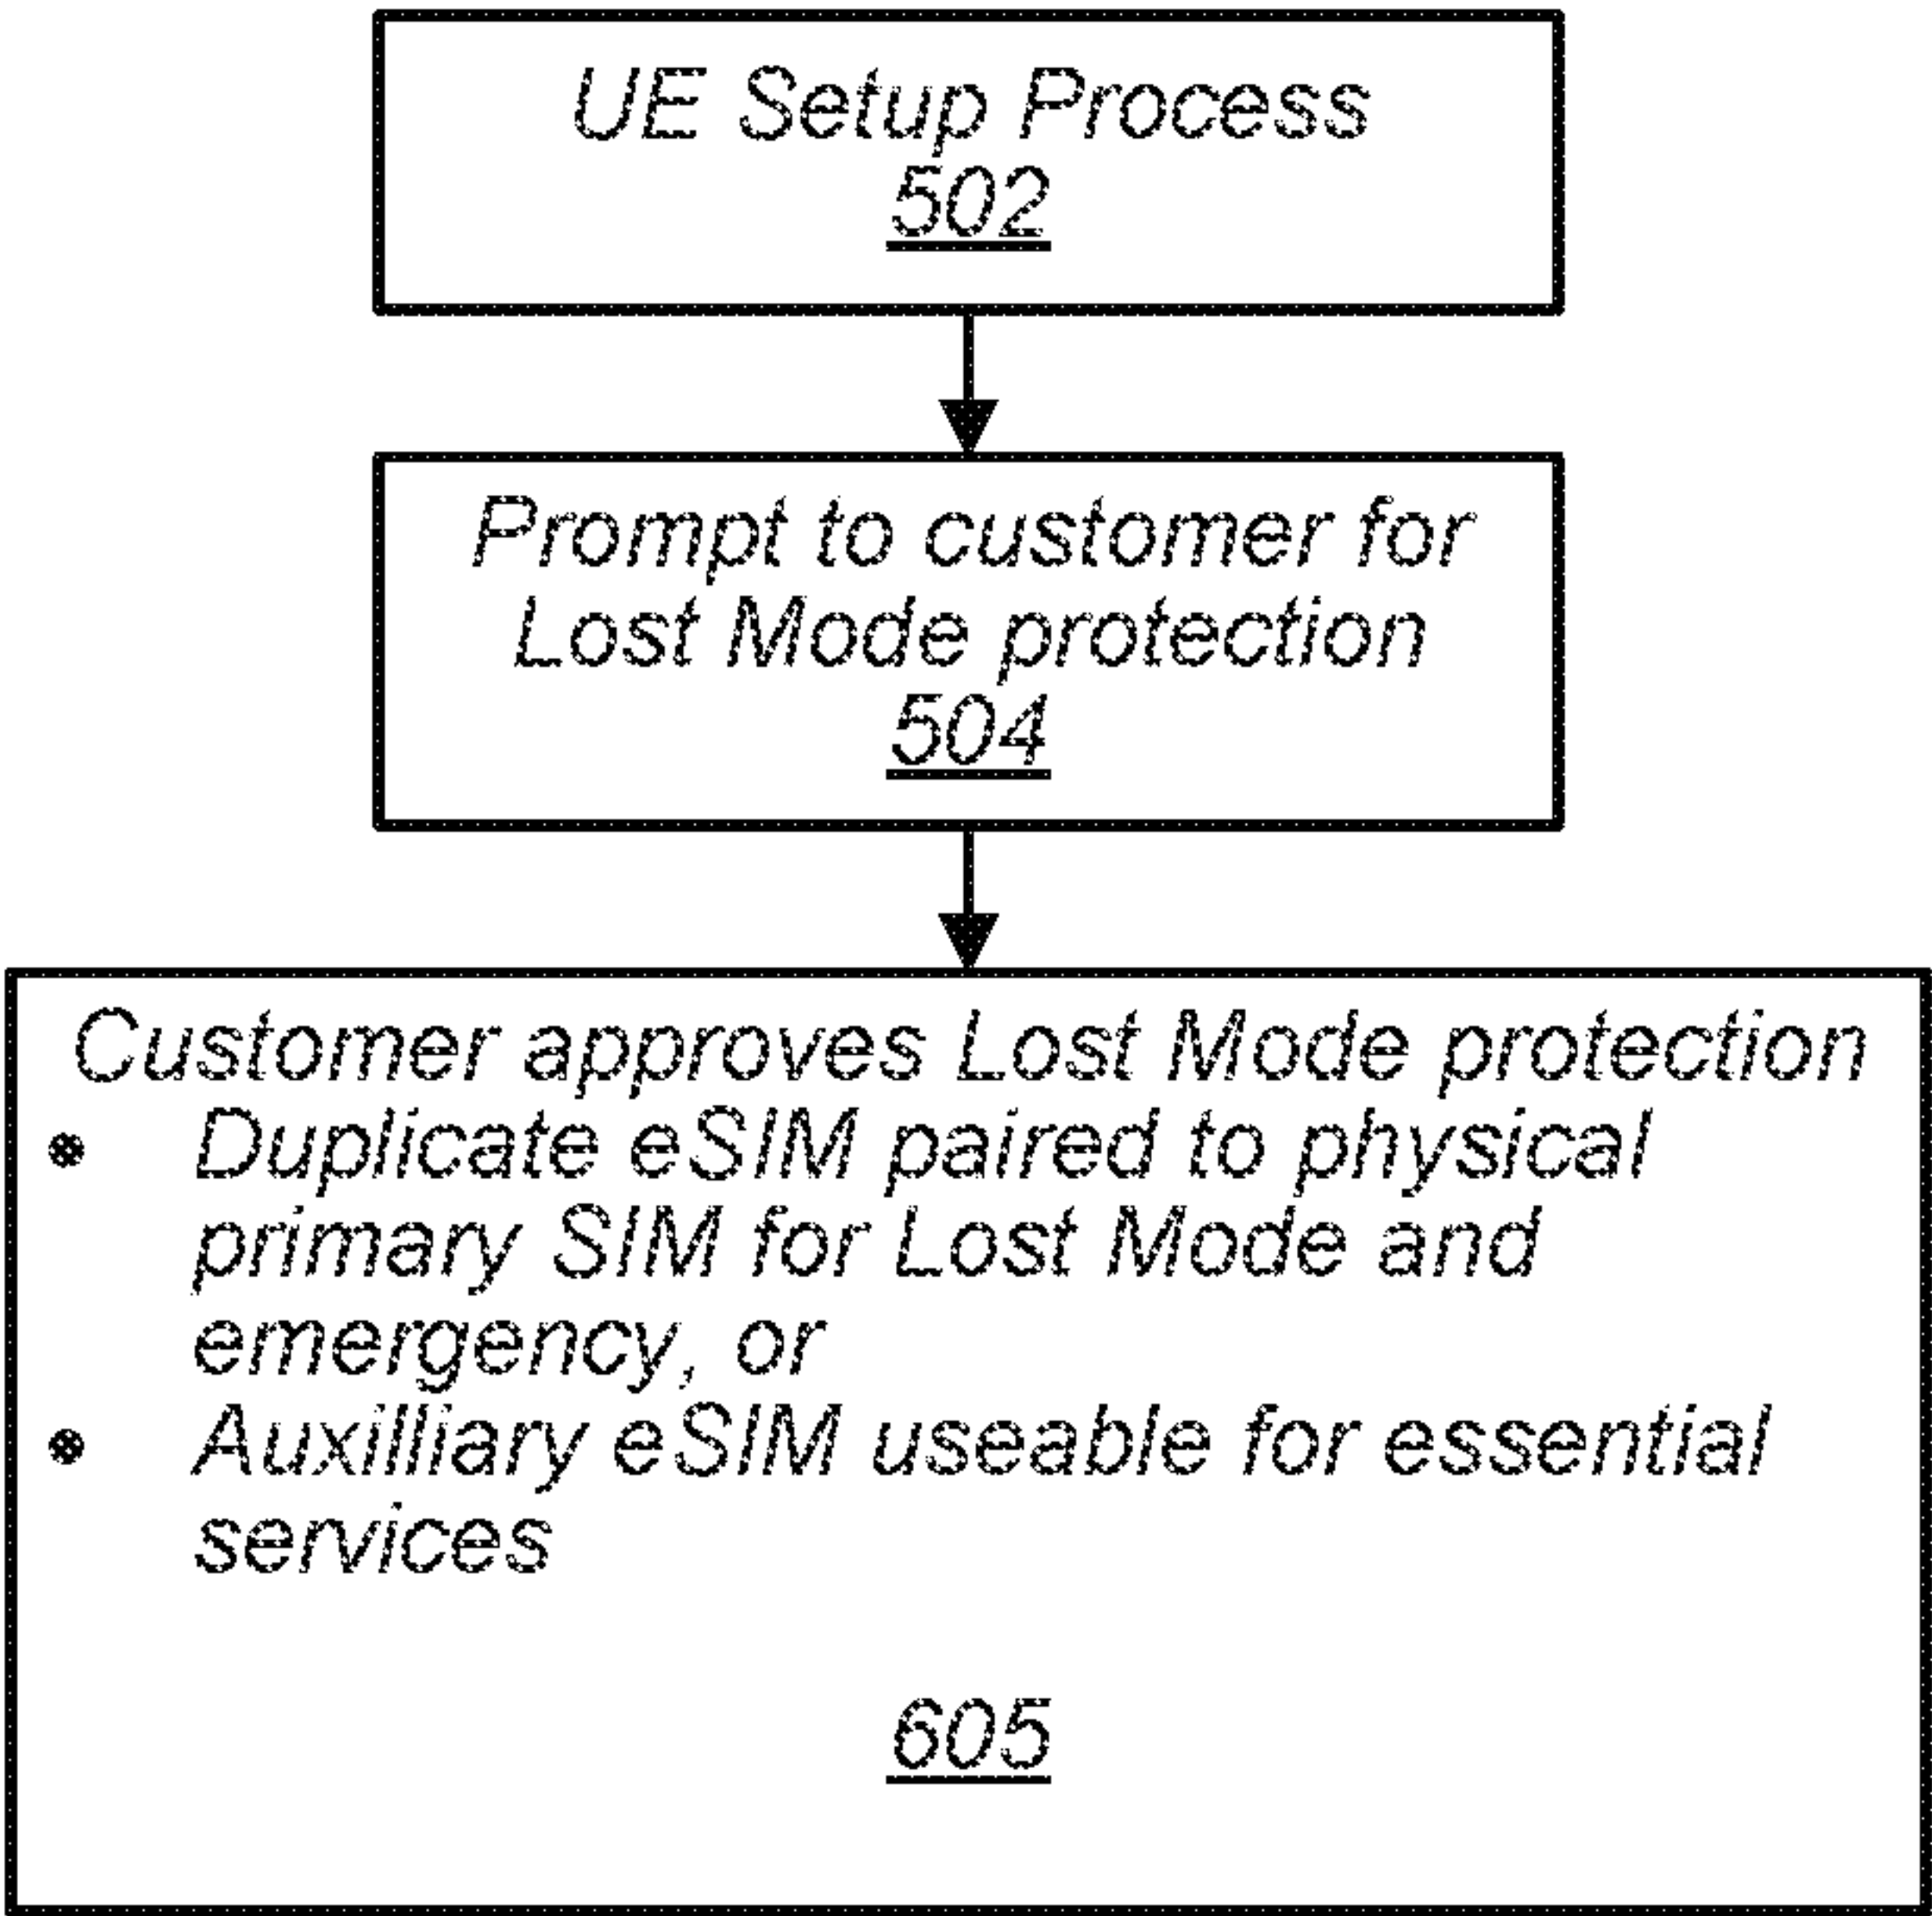 UE Setup Process
502
Prompt to customer for
Lost Mode protection
504
Customer approves Lost Mode protection
• Duplicate eSIM paired to physical
primary SIM for Lost Mode and
emergency, or
• Auxilliary eSIM useable for essential
services
605